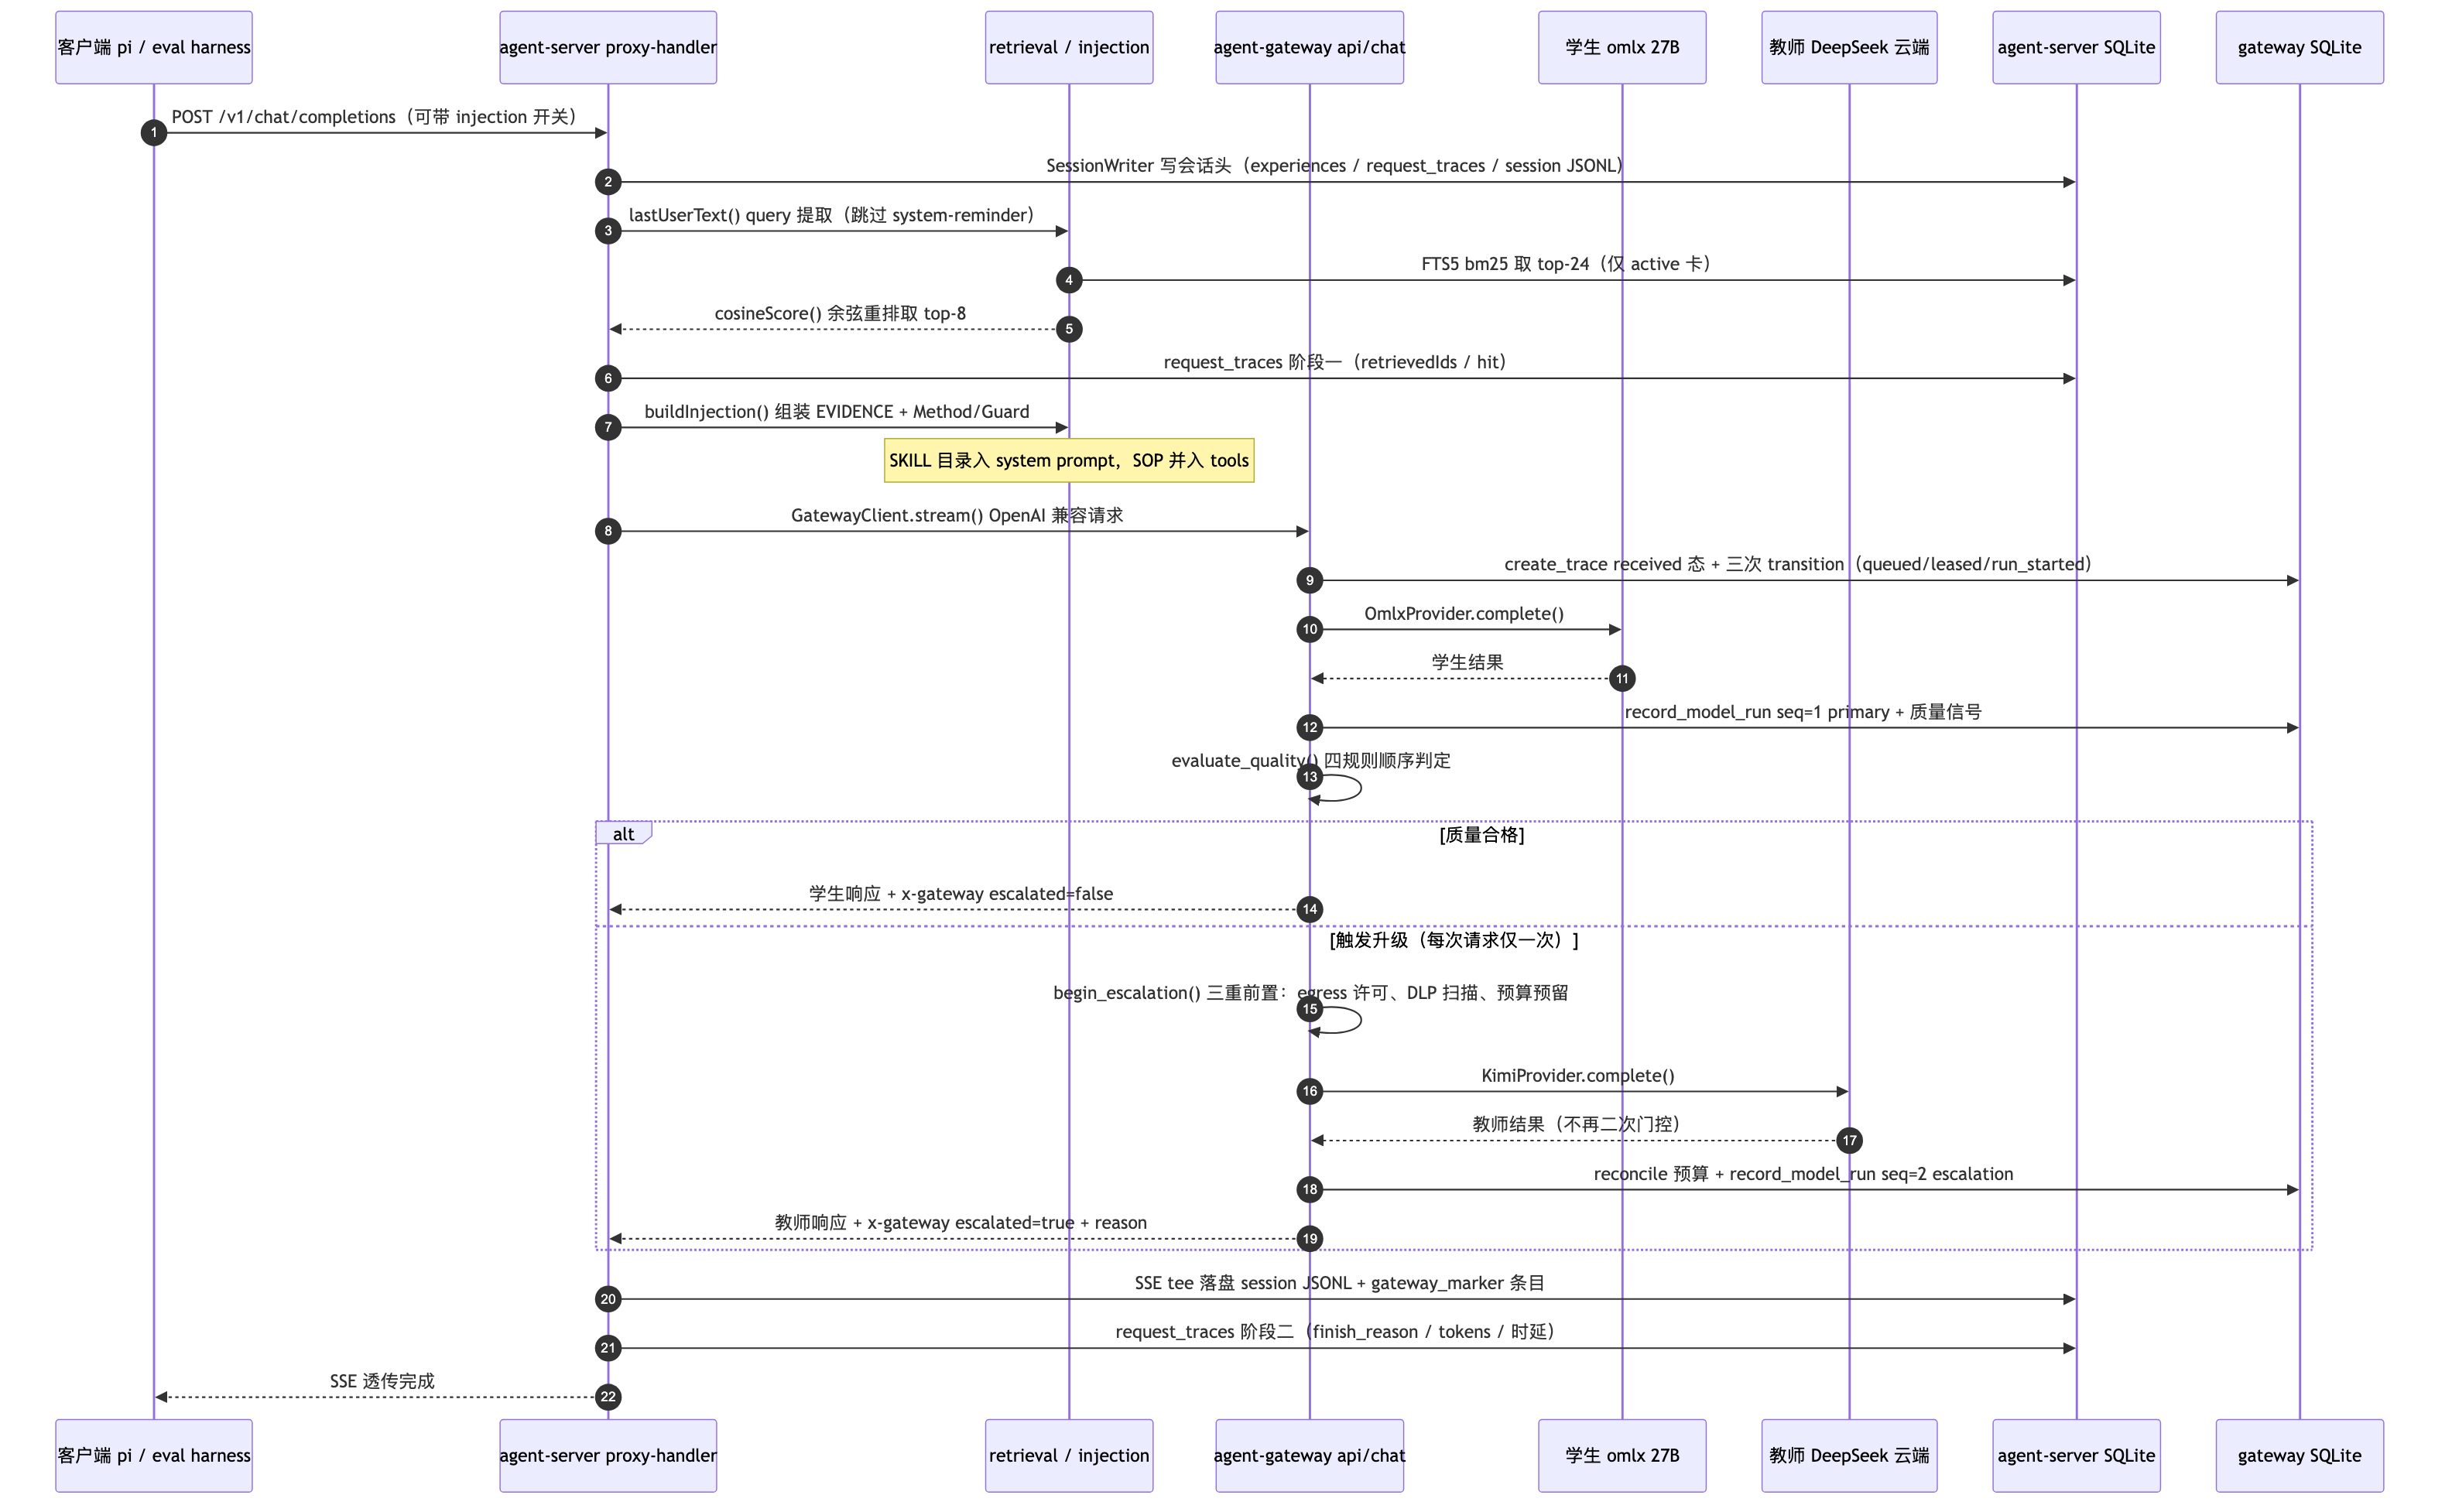 客户端 pi / eval harness
agent-server proxy-handler
retrieval / injection
agent-gateway api/chat
学生 omlx 27B
教师 DeepSeek 云端
agent-server SQLite
gateway SQLite
1 POST /v1/chat/completions（可带 injection 开关）
2 SessionWriter 写会话头（experiences / request_traces / session JSONL）
3 lastUserText() query 提取（跳过 system-reminder）
4 FTS5 bm25 取 top-24（仅 active 卡）
5 cosineScore() 余弦重排取 top-8
6 request_traces 阶段一（retrievedIds / hit）
7 buildInjection() 组装 EVIDENCE + Method/Guard
SKILL 目录入 system prompt，SOP 并入 tools
8 GatewayClient.stream() OpenAI 兼容请求
9 create_trace received 态 + 三次 transition（queued/leased/run_started）
10 OmlxProvider.complete()
11 学生结果
12 record_model_run seq=1 primary + 质量信号
13 evaluate_quality() 四规则顺序判定
alt [质量合格]
14 学生响应 + x-gateway escalated=false
[触发升级（每次请求仅一次）]
15 begin_escalation() 三重前置：egress 许可、DLP 扫描、预算预留
16 KimiProvider.complete()
17 教师结果（不再二次门控）
18 reconcile 预算 + record_model_run seq=2 escalation
19 教师响应 + x-gateway escalated=true + reason
20 SSE tee 落盘 session JSONL + gateway_marker 条目
21 request_traces 阶段二（finish_reason / tokens / 时延）
22 SSE 透传完成
客户端 pi / eval harness
agent-server proxy-handler
retrieval / injection
agent-gateway api/chat
学生 omlx 27B
教师 DeepSeek 云端
agent-server SQLite
gateway SQLite